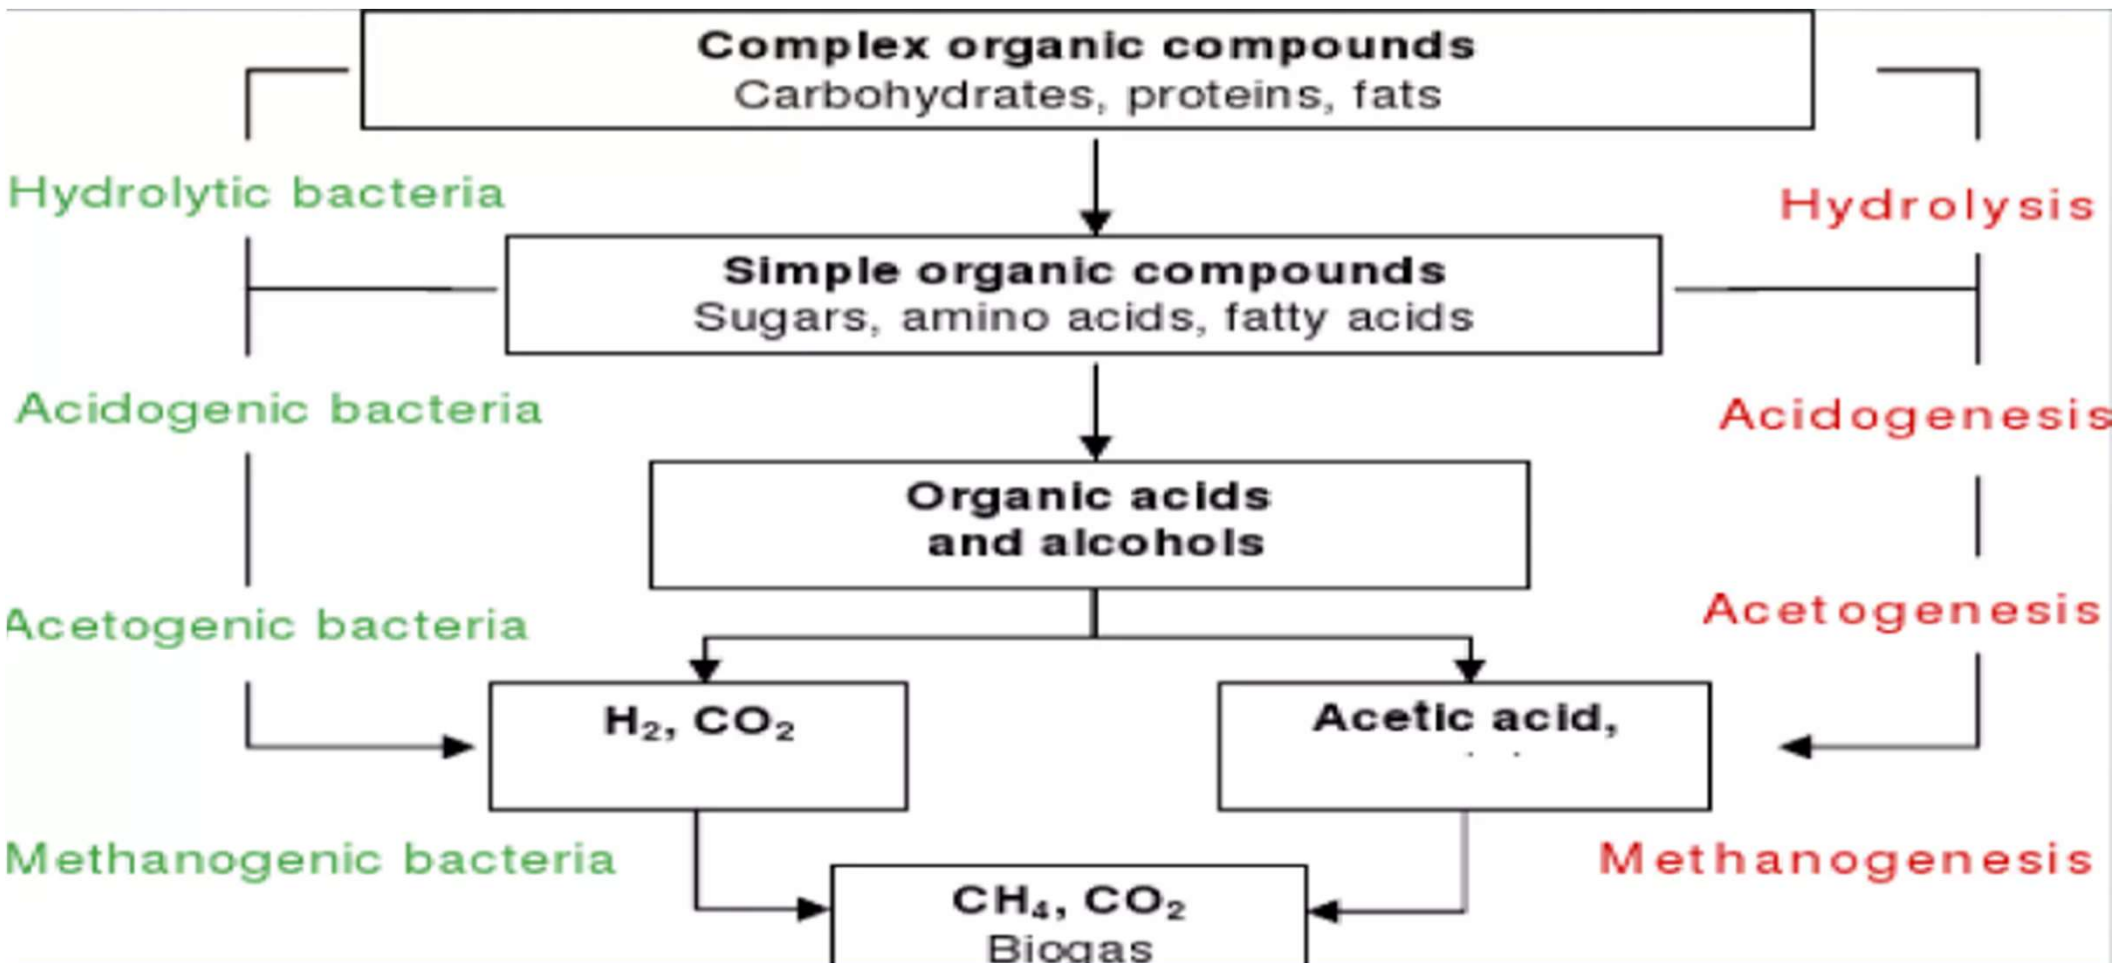 Complex organic compounds
Carbohydrates, proteins, fats
Hydrolytic bacteria
Hydrolysis
Simple organic compounds
Sugars, amino acids, fatty acids
Acidogenic bacteria
Acidogenesis
Organic acids
and alcohols
Acetogenic bacteria
Acetogenesis
H₂, CO₂
Acetic acid,
Methanogenic bacteria
Methanogenesis
CH₄, CO₂
Biogas